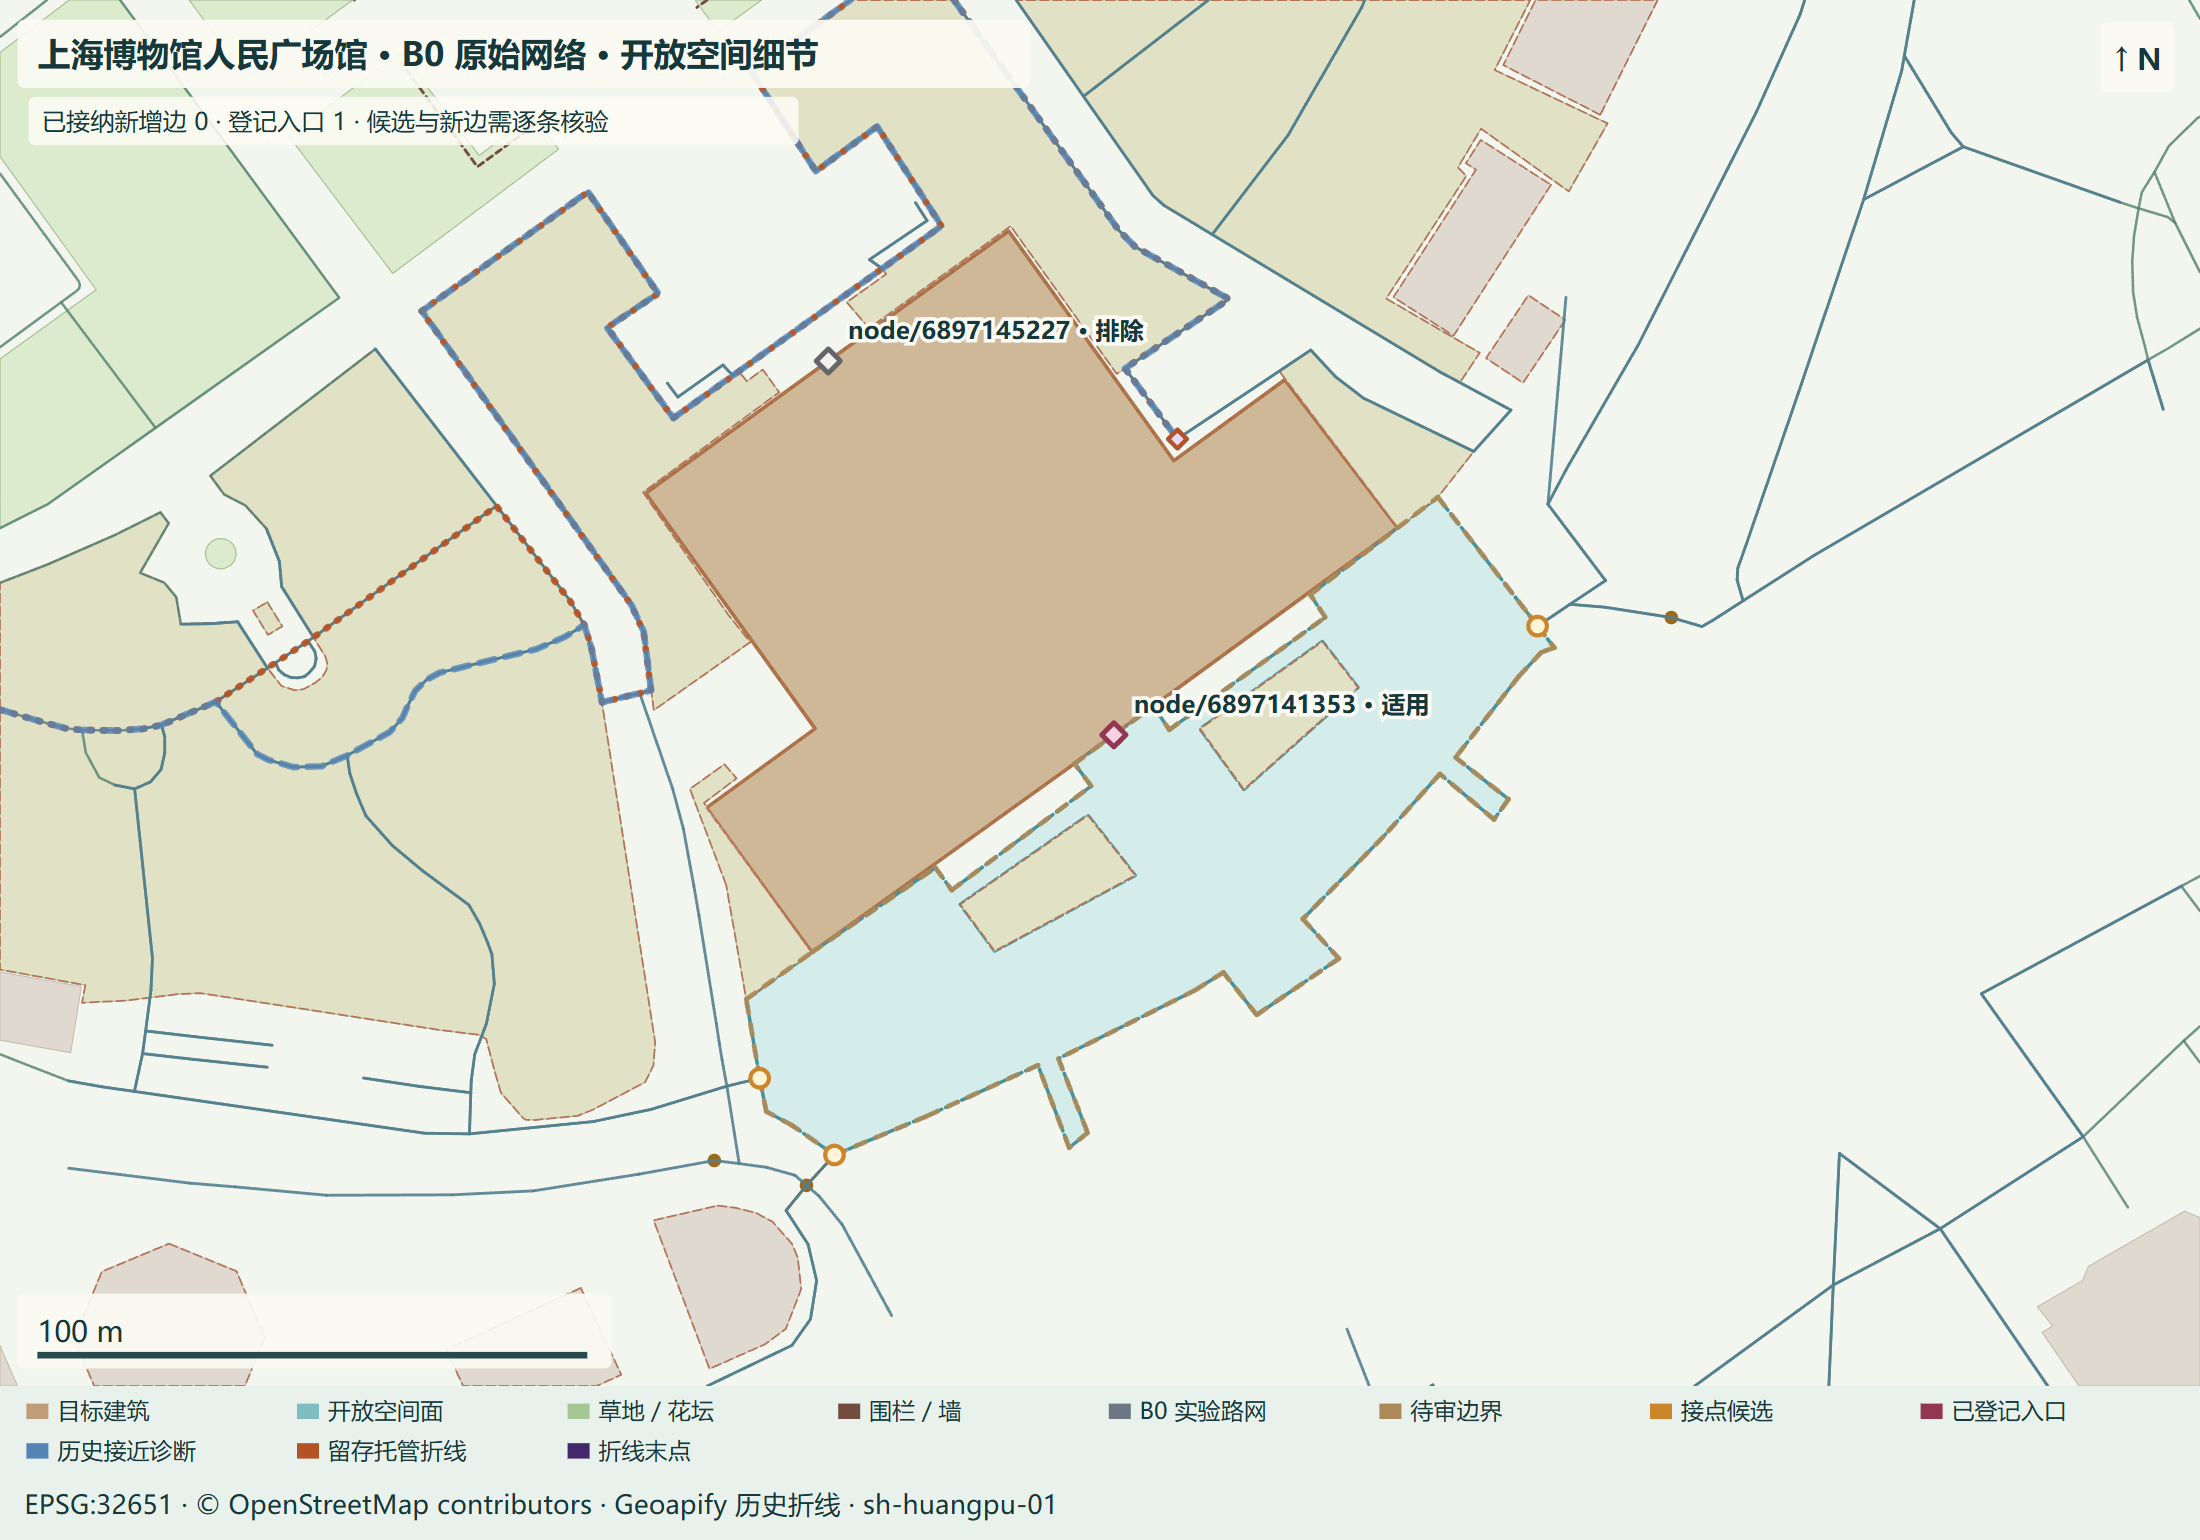 上海博物馆人民广场馆 • B0 原始网络 • 开放空间细节
↑ N
已接纳新增边 0 · 登记入口 1 · 候选与新边需逐条核验
node/6897145227 • 排除
node/6897141353 • 适用
100 m
目标建筑 开放空间面 草地 / 花坛 围栏 / 墙 B0 实验路网 待审边界 接点候选 已登记入口
历史接近诊断 留存托管折线 折线末点
EPSG:32651 · © OpenStreetMap contributors · Geoapify 历史折线 · sh-huangpu-01